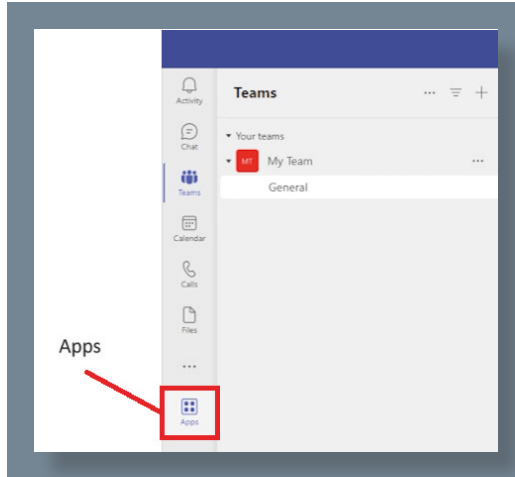 Activity
Teams
...
Chat
Your teams
MT My Team ...
Teams
General
Calendar
Calls
Files
Apps
...
Apps